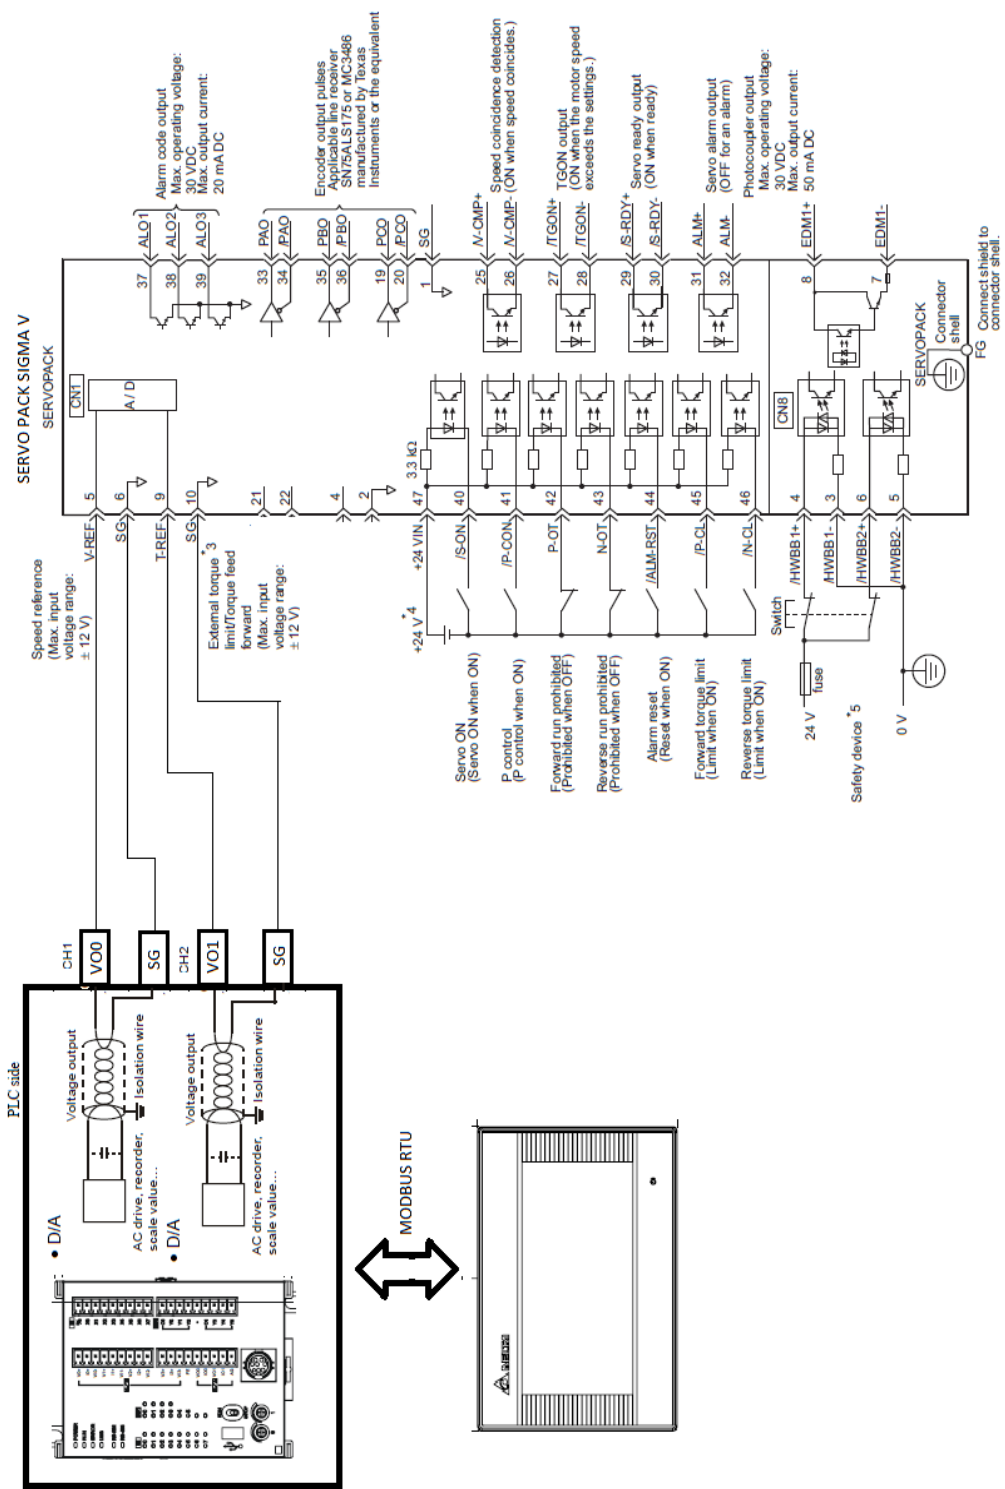 SERVO PACK SIGMA V
SERVOPACK
CN1
A / D
Speed reference
(Max. input
voltage range:
± 12 V)
V-REF
5
SG
6
T-REF
9
SG
10
External torque *3
limit/Torque feed
forward
(Max. input
voltage range:
± 12 V)
21
22
4
2
+24 V *4
+24 VIN
47
3.3 kΩ
Servo ON
(Servo ON when ON)
/S-ON
40
P control
(P control when ON)
/P-CON
41
Forward run prohibited
(Prohibited when OFF)
P-OT
42
Reverse run prohibited
(Prohibited when OFF)
N-OT
43
Alarm reset
(Reset when ON)
/ALM-RST
44
Forward torque limit
(Limit when ON)
/P-CL
45
Reverse torque limit
(Limit when ON)
/N-CL
46
Switch
24 V
fuse
Safety device *5
0 V
CN8
/HWBB1+
4
/HWBB1-
3
/HWBB2+
6
/HWBB2-
5
37
ALO1
38
ALO2
39
ALO3
Alarm code output
Max. operating voltage:
30 VDC
Max. output current:
20 mA DC
33
PAO
34
/PAO
35
PBO
36
/PBO
19
PCO
20
/PCO
1
SG
Encoder output pulses
Applicable line receiver
SN75ALS175 or MC3486
manufactured by Texas
Instruments or the equivalent
25
/V-CMP+
26
/V-CMP-
Speed coincidence detection
(ON when speed coincides.)
27
/TGON+
28
/TGON-
TGON output
(ON when the motor speed
exceeds the settings.)
29
/S-RDY+
30
/S-RDY-
Servo ready output
(ON when ready)
31
ALM+
32
ALM-
Servo alarm output
(OFF for an alarm)
Photocoupler output
Max. operating voltage:
30 VDC
Max. output current:
50 mA DC
8
EDM1+
7
EDM1-
SERVOPACK
Connector
shell
FG
Connect shield to
connector shell.
PLC side
• D/A
Voltage output
Isolation wire
AC drive, recorder,
scale value...
CH1
VO0
SG
• D/A
Voltage output
Isolation wire
AC drive, recorder,
scale value...
CH2
VO1
SG
MODBUS RTU